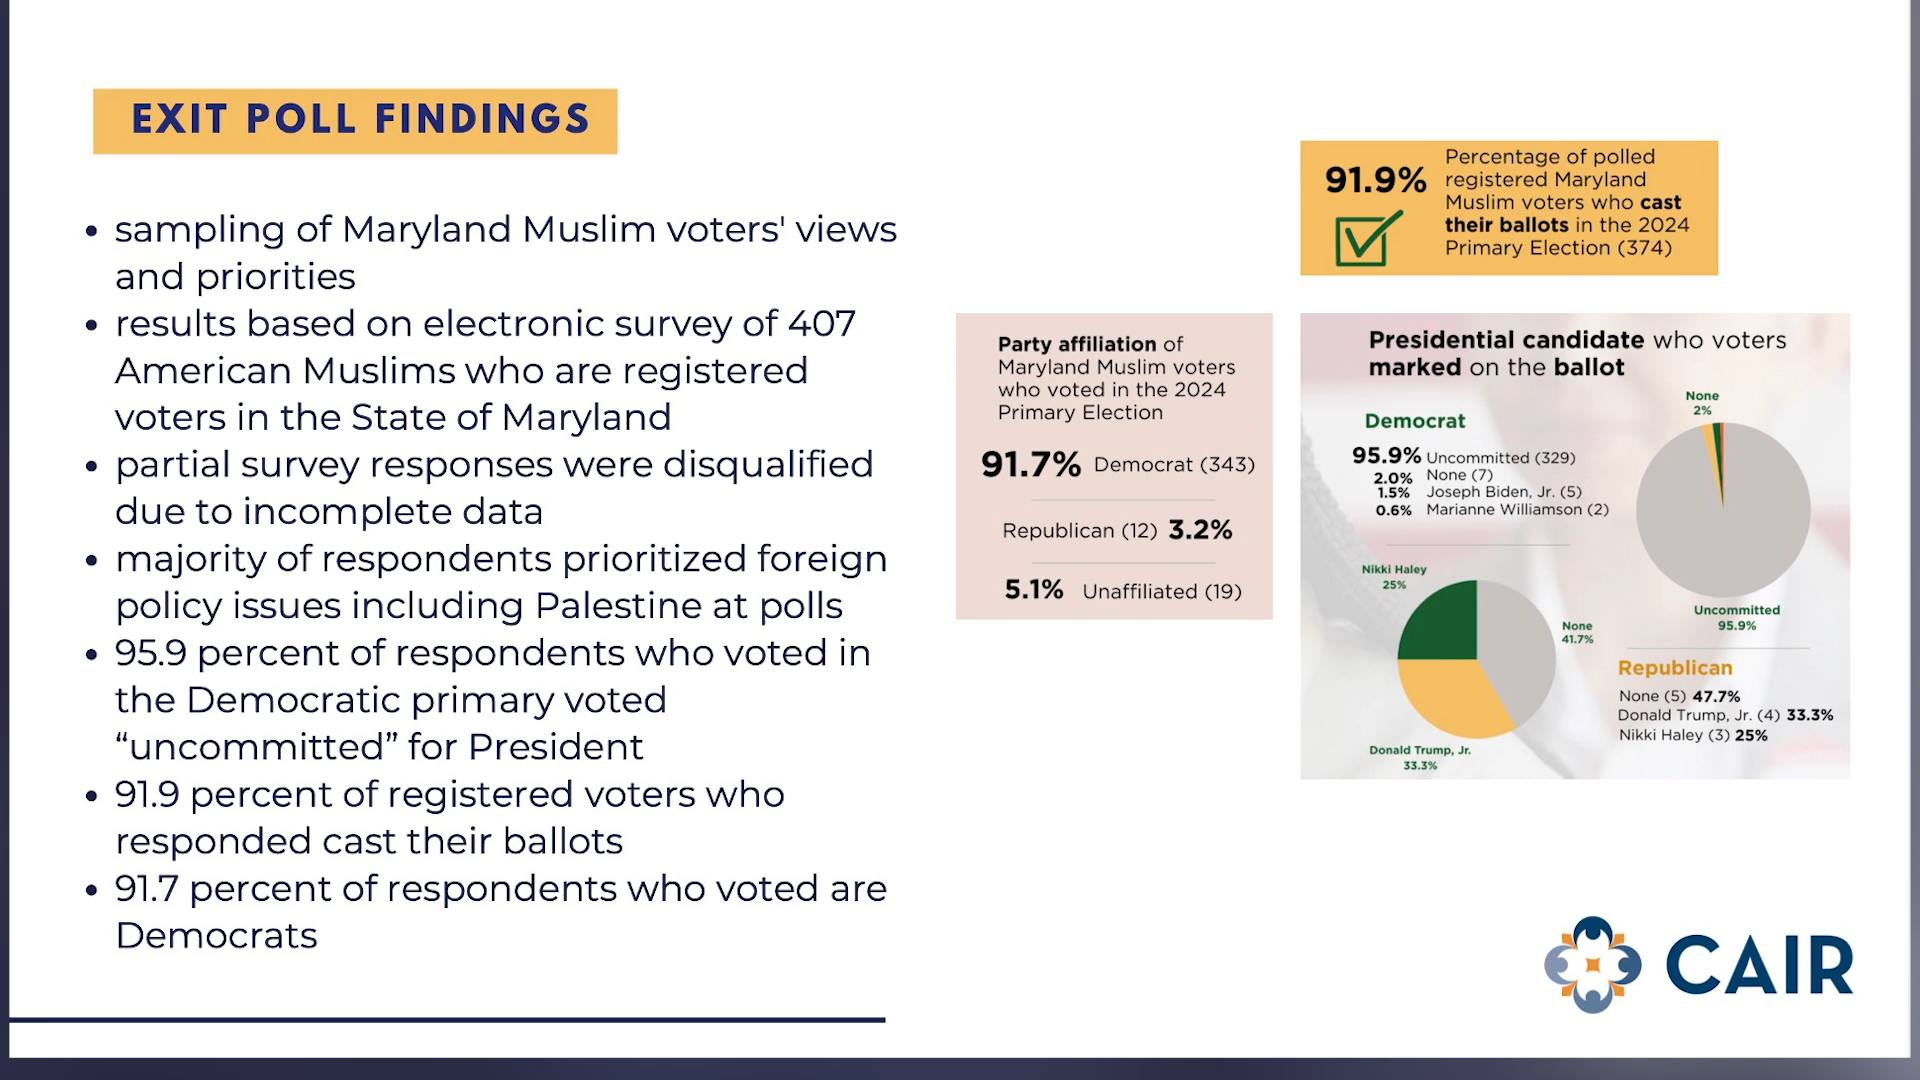 EXIT POLL FINDINGS
• sampling of Maryland Muslim voters' views
and priorities
• results based on electronic survey of 407
American Muslims who are registered
voters in the State of Maryland
• partial survey responses were disqualified
due to incomplete data
• majority of respondents prioritized foreign
policy issues including Palestine at polls
• 95.9 percent of respondents who voted in
the Democratic primary voted
“uncommitted” for President
• 91.9 percent of registered voters who
responded cast their ballots
• 91.7 percent of respondents who voted are
Democrats
91.9%
Percentage of polled
registered Maryland
Muslim voters who cast
their ballots in the 2024
Primary Election (374)
Party affiliation of
Maryland Muslim voters
who voted in the 2024
Primary Election
91.7% Democrat (343)
Republican (12) 3.2%
5.1% Unaffiliated (19)
Presidential candidate who voters
marked on the ballot
Democrat
95.9% Uncommitted (329)
2.0% None (7)
1.5% Joseph Biden, Jr. (5)
0.6% Marianne Williamson (2)
None
2%
Uncommitted
95.9%
Nikki Haley
25%
None
41.7%
Donald Trump, Jr.
33.3%
Republican
None (5) 47.7%
Donald Trump, Jr. (4) 33.3%
Nikki Haley (3) 25%
CAIR